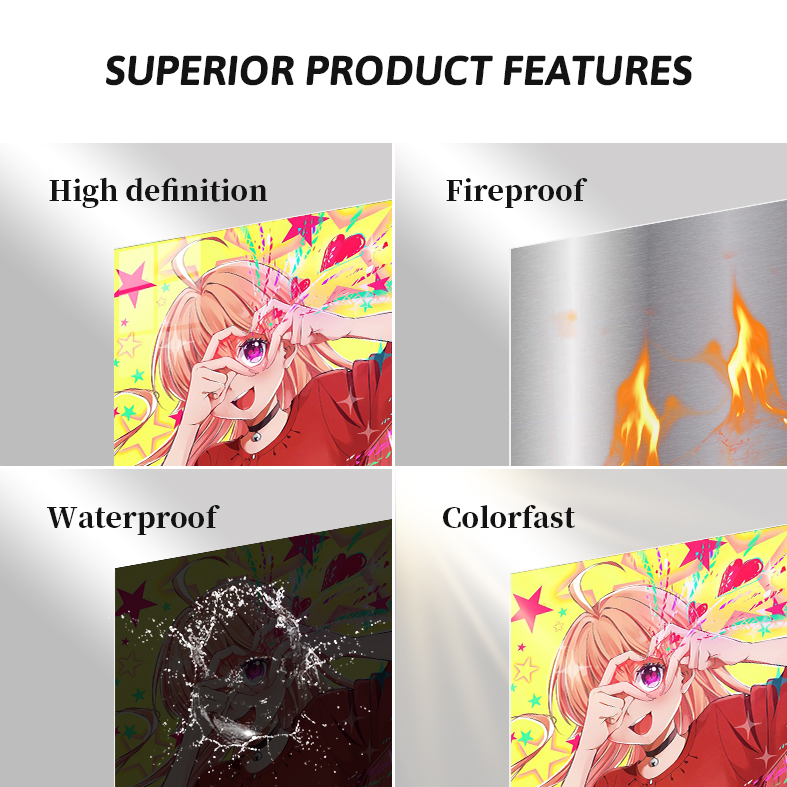 SUPERIOR PRODUCT FEATURES
High definition
Fireproof
Waterproof
Colorfast